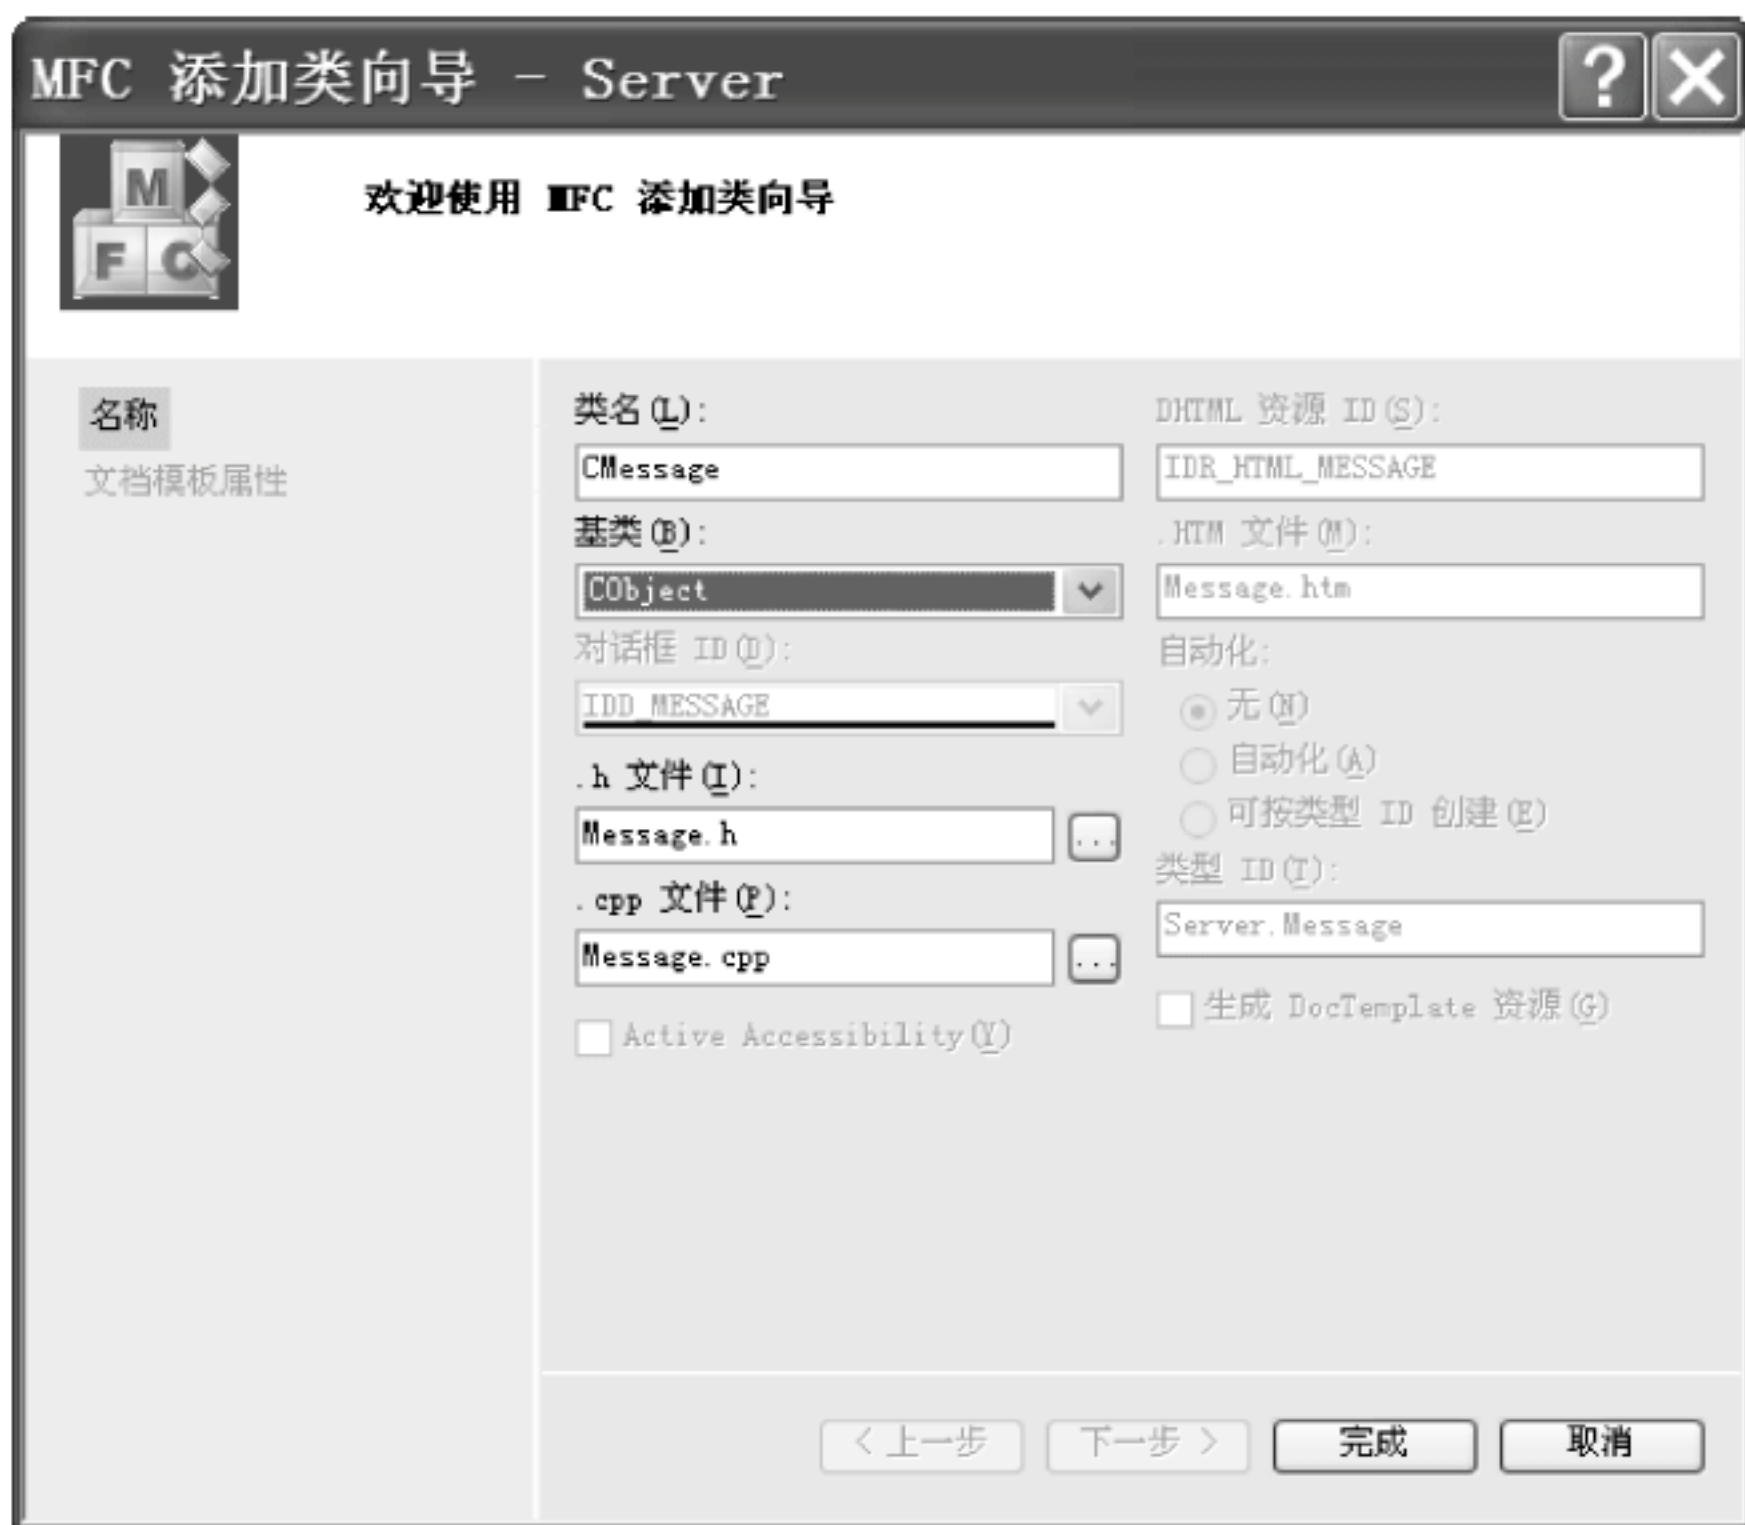 MFC 添加类向导 - Server
M
F C
欢迎使用 MFC 添加类向导
名称
文档模板属性
类名(L):
CMessage
基类(B):
CObject
对话框 ID(D):
IDD_MESSAGE
.h 文件(I):
Message.h
...
.cpp 文件(P):
Message.cpp
...
Active Accessibility(Y)
DHTML 资源 ID(S):
IDR_HTML_MESSAGE
.HTM 文件(M):
Message.htm
自动化:
无(N)
自动化(A)
可按类型 ID 创建(E)
类型 ID(T):
Server.Message
生成 DocTemplate 资源(G)
< 上一步
下一步 >
完成
取消